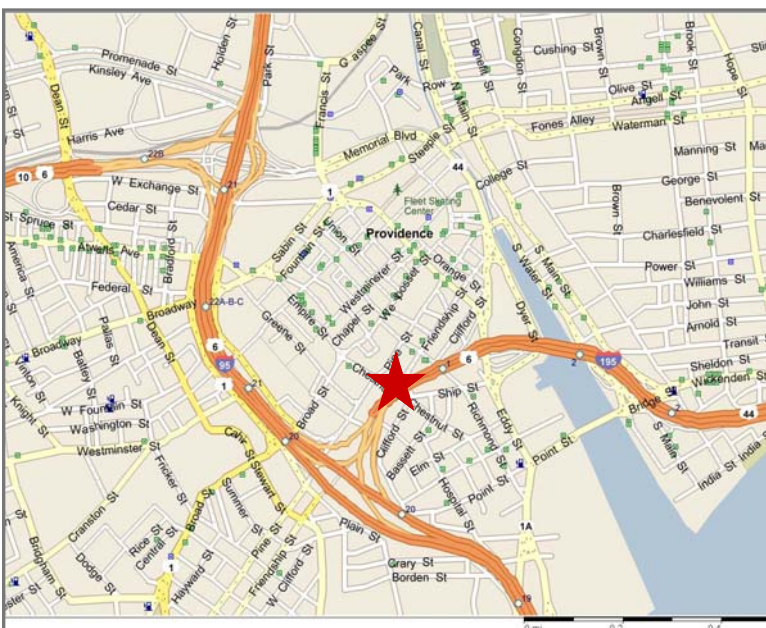 Promenade St
Kinsley Ave
Holden St
Park St
Gaspee St
Canal St
Benefit St
Congdon St
Cushing St
Brown St
Brook St
Hope St
Dean St
Francis St
Park Row
N Main St
Olive St
Angell St
Harris Ave
Memorial Blvd
Steeple St
Fones Alley
Waterman St
22B
44
Manning St
10
6
W Exchange St
21
1
College St
George St
Benevolent St
Cedar St
Fleet Skating
Center
Brown St
Spruce St
Bradford St
Sabin St
Fountain St
Union St
Providence
Charlesfield St
Atwells Ave
America St
Westminster St
Orange St
S Water St
S Main St
Power St
Federal St
Williams St
22A-B-C
Empire St
Chapel St
Friendship St
Clifford St
Dyer St
John St
Broadway
Greene St
Arnold St
Broadway
Pallas St
Dean St
6
Pine St
1
6
2
195
Transit St
Battey St
95
Sheldon St
1
21
Ship St
Wickenden St
Knight St
W Fountain St
Broad St
Clifford St
Chestnut St
Richmond St
Eddy St
Bridge St
44
Washington St
20
Bassett St
S Main St
Westminster St
Cahir St
Stewart St
Elm St
Point St
India St
Fricker St
Broad St
Summer St
Hospital St
Point St
Cranston St
20
Rice St
Central St
Pine St
Plain St
1A
Bridgham St
Dodge St
1
Hayward St
Friendship St
W Clifford St
Crary St
Borden St
19